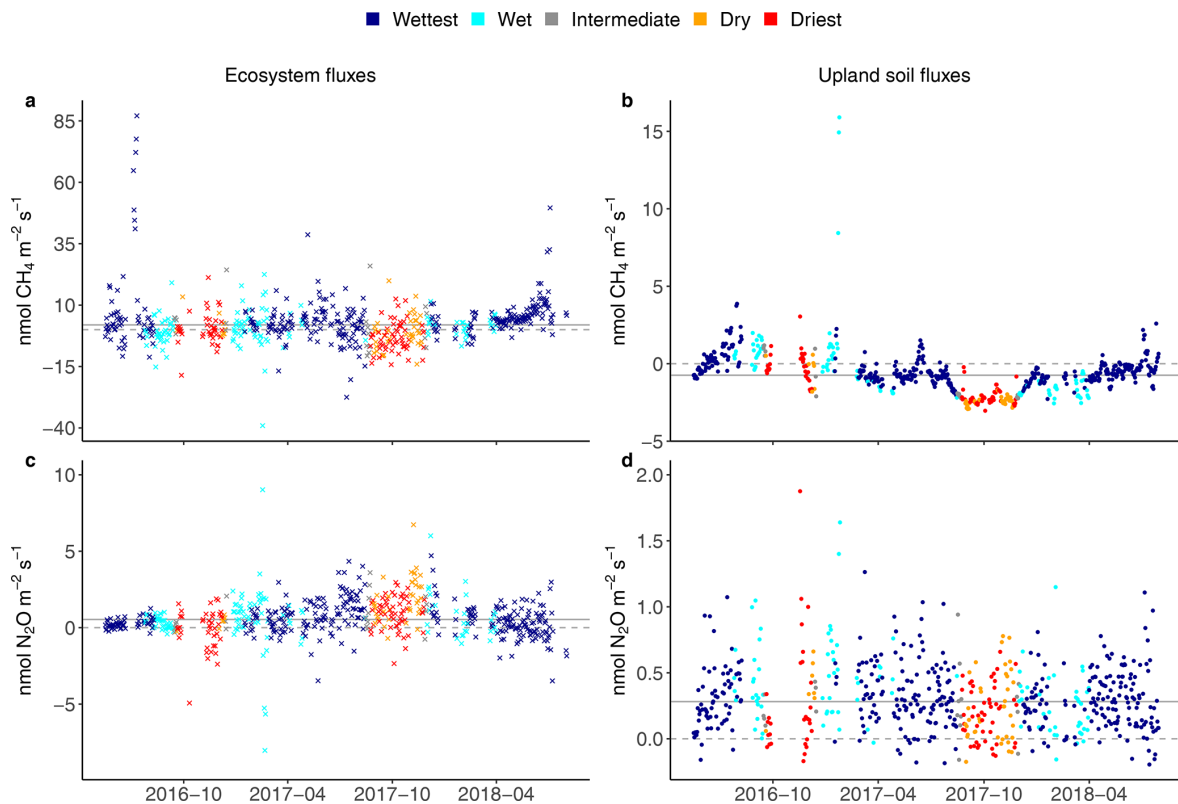 Wettest Wet Intermediate Dry Driest
Ecosystem fluxes
Upland soil fluxes
a
nmol CH₄ m⁻² s⁻¹
85
60
35
10
−15
−40
b
nmol CH₄ m⁻² s⁻¹
15
10
5
0
−5
c
nmol N₂O m⁻² s⁻¹
10
5
0
−5
2016−10 2017−04 2017−10 2018−04
d
nmol N₂O m⁻² s⁻¹
2.0
1.5
1.0
0.5
0.0
2016−10 2017−04 2017−10 2018−04